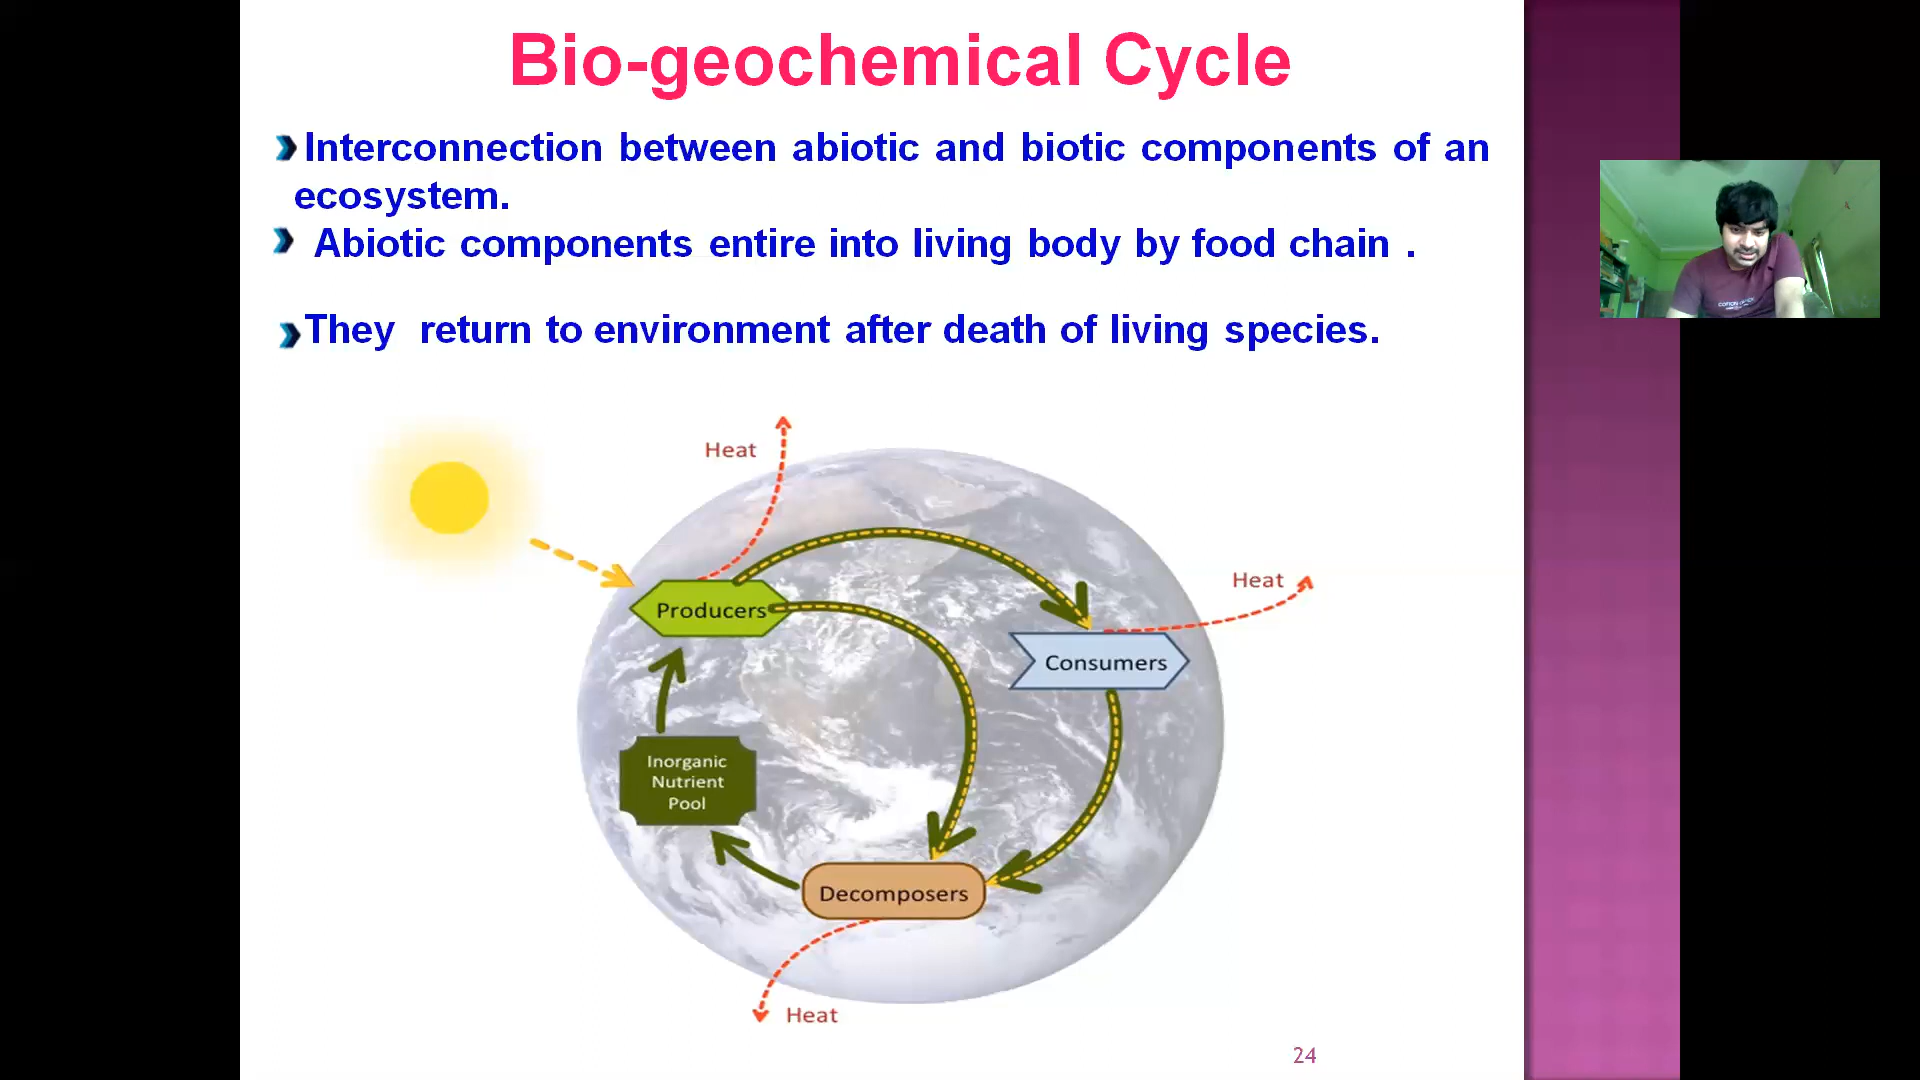 Bio-geochemical Cycle
Interconnection between abiotic and biotic components of an
ecosystem.
Abiotic components entire into living body by food chain .
They return to environment after death of living species.
Heat
Heat
Producers
Consumers
Inorganic
Nutrient
Pool
Decomposers
Heat
24